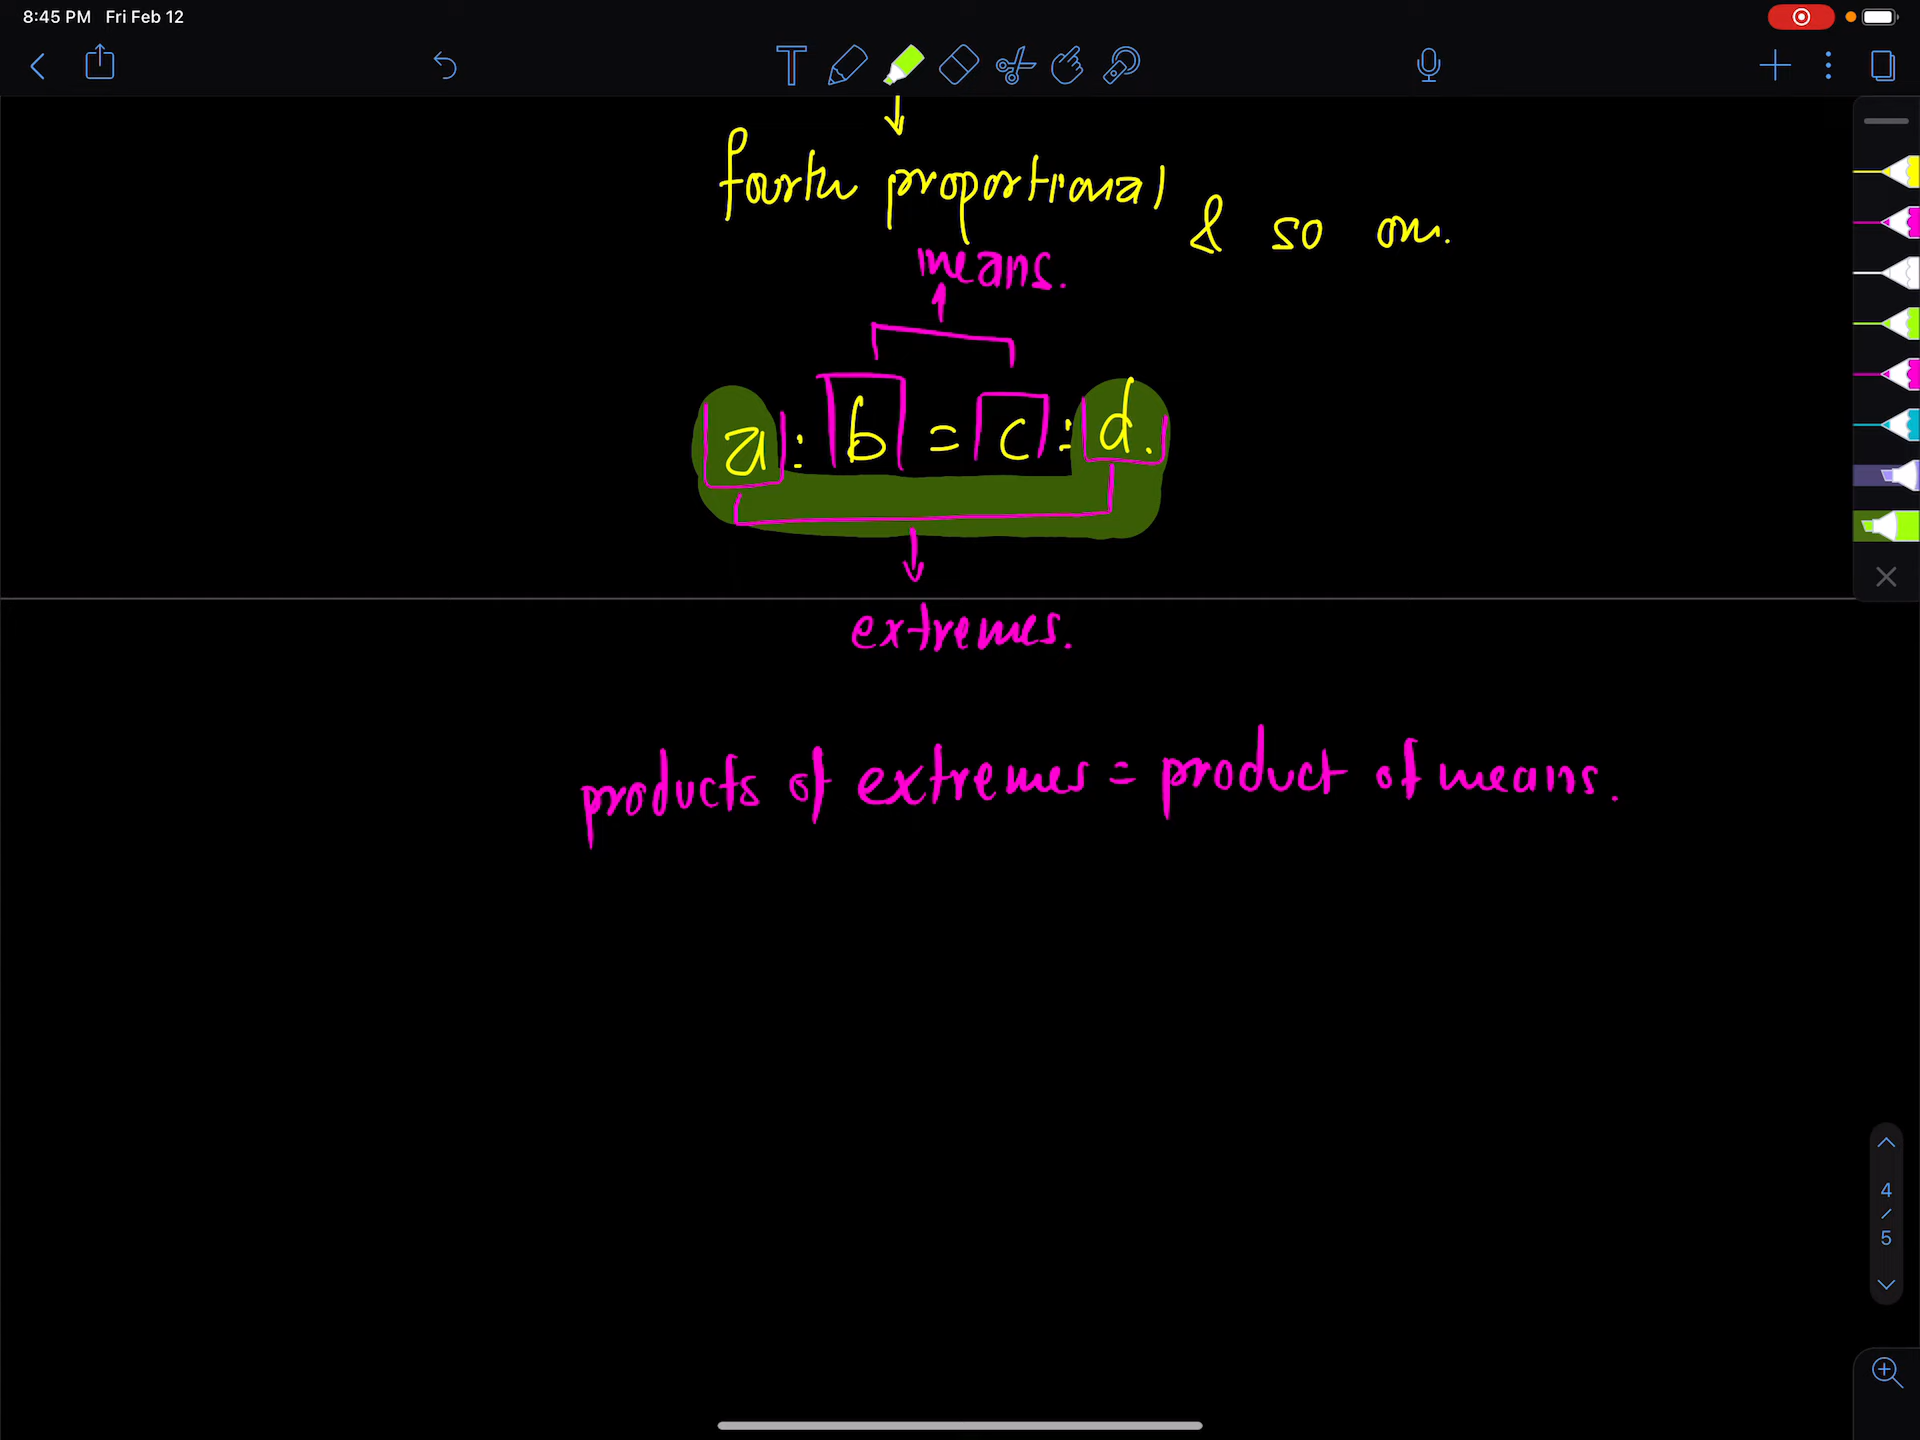 8:45 PM Fri Feb 12
fourth proportional & so on.
means.
a : b = c : d.
extremes.
products of extremes = product of means.
4
/
5